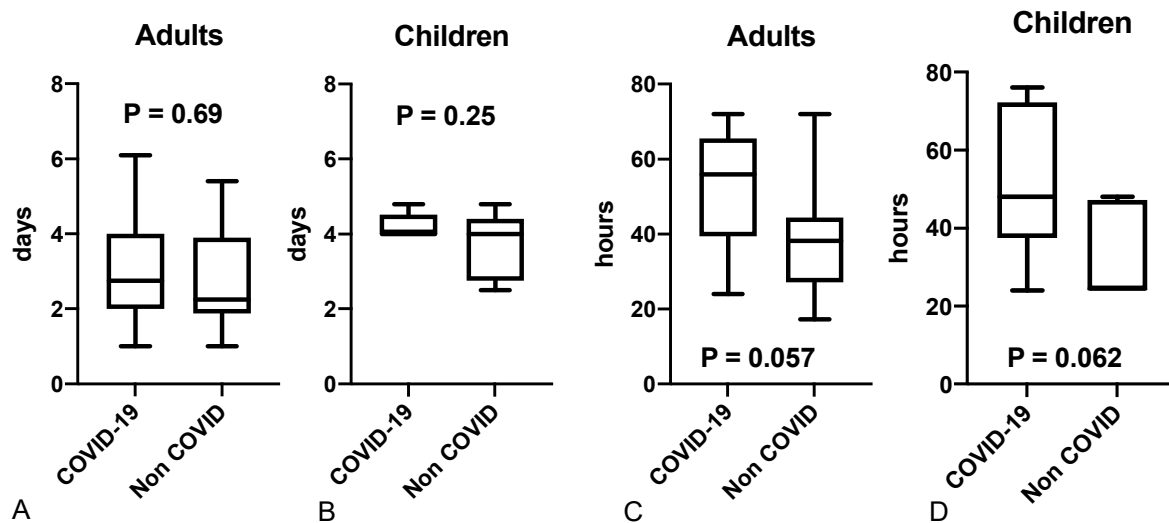 Adults
P = 0.69
days
8
6
4
2
0
COVID-19
Non COVID
A
Children
P = 0.25
days
8
6
4
2
0
COVID-19
Non COVID
B
Adults
hours
80
60
40
20
0
P = 0.057
COVID-19
Non COVID
C
Children
hours
80
60
40
20
0
P = 0.062
COVID-19
Non COVID
D